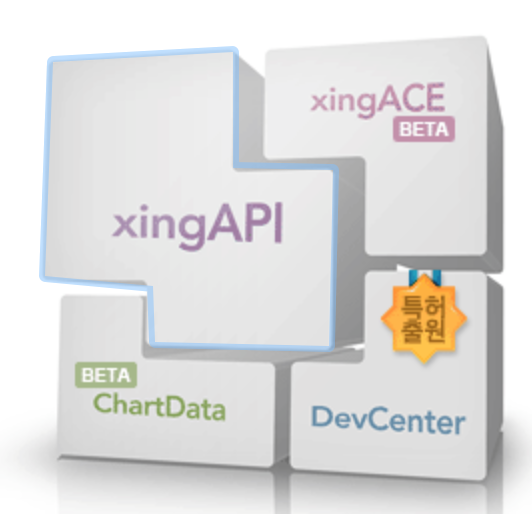 xingACE
BETA
xingAPI
특허
출원
BETA
ChartData
DevCenter